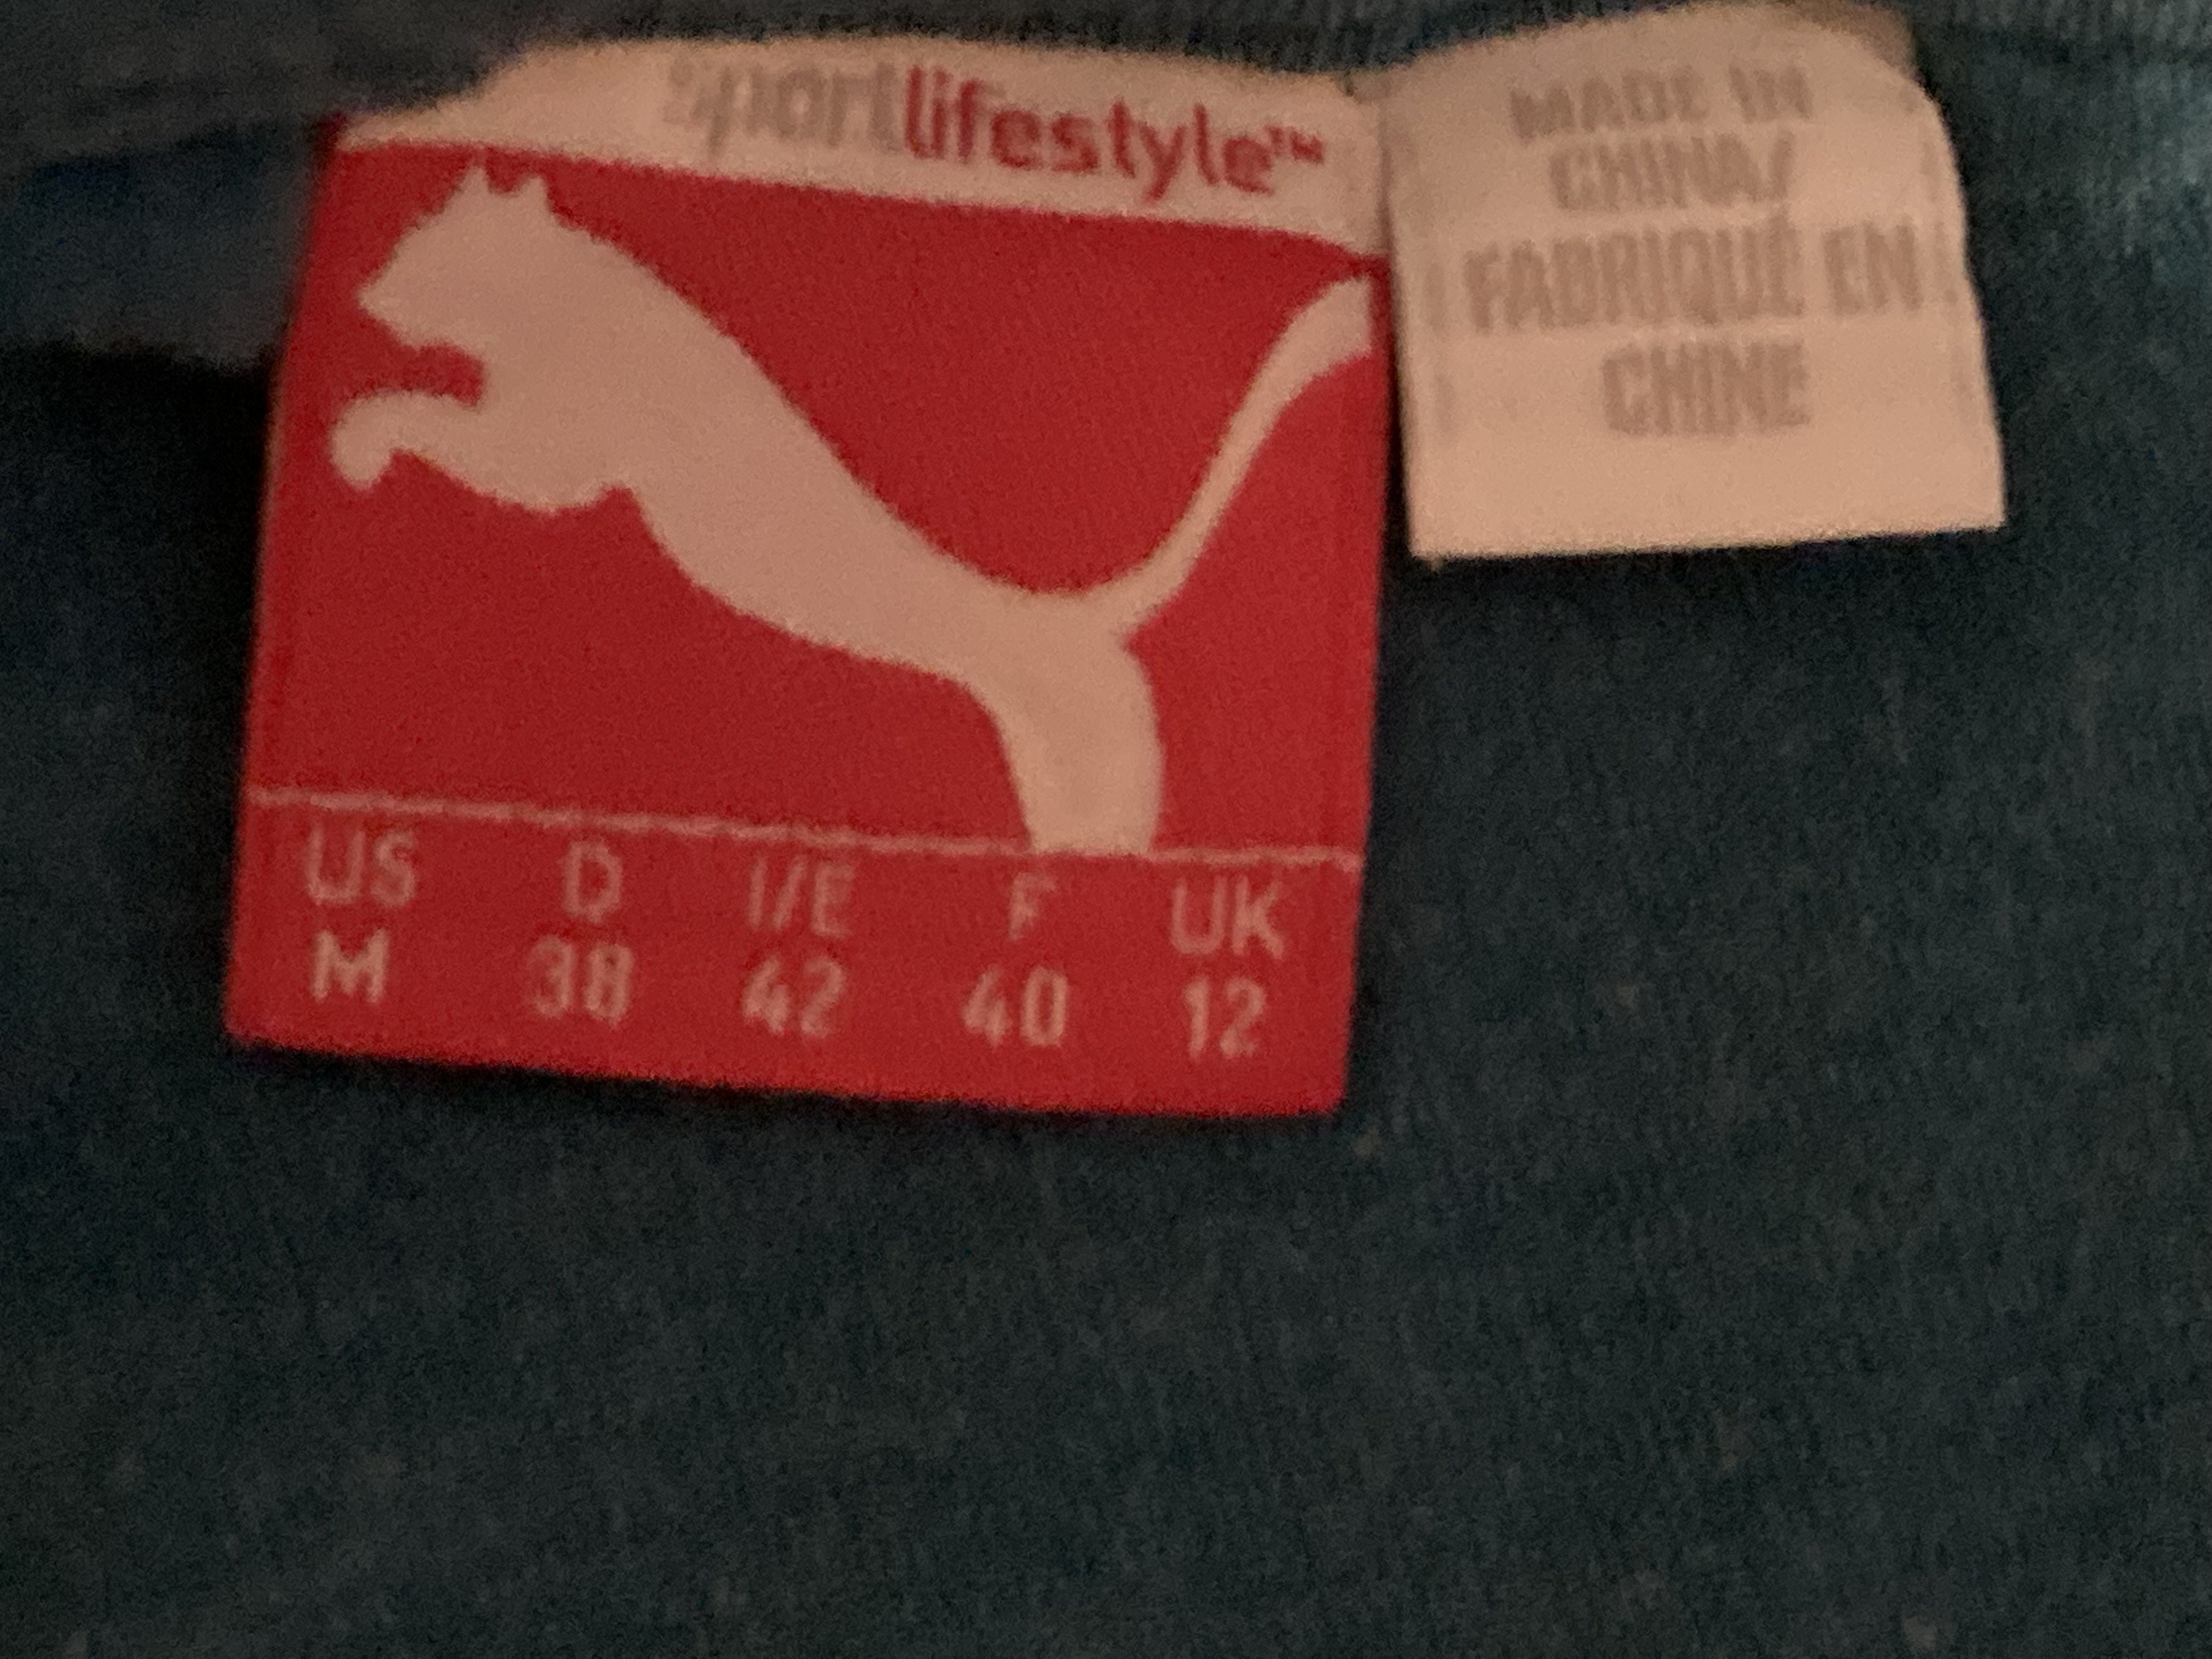 sportlifestyle™
US D I/E F UK
M 38 42 40 12
MADE IN
CHINA/
FABRIQUÉ EN
CHINE